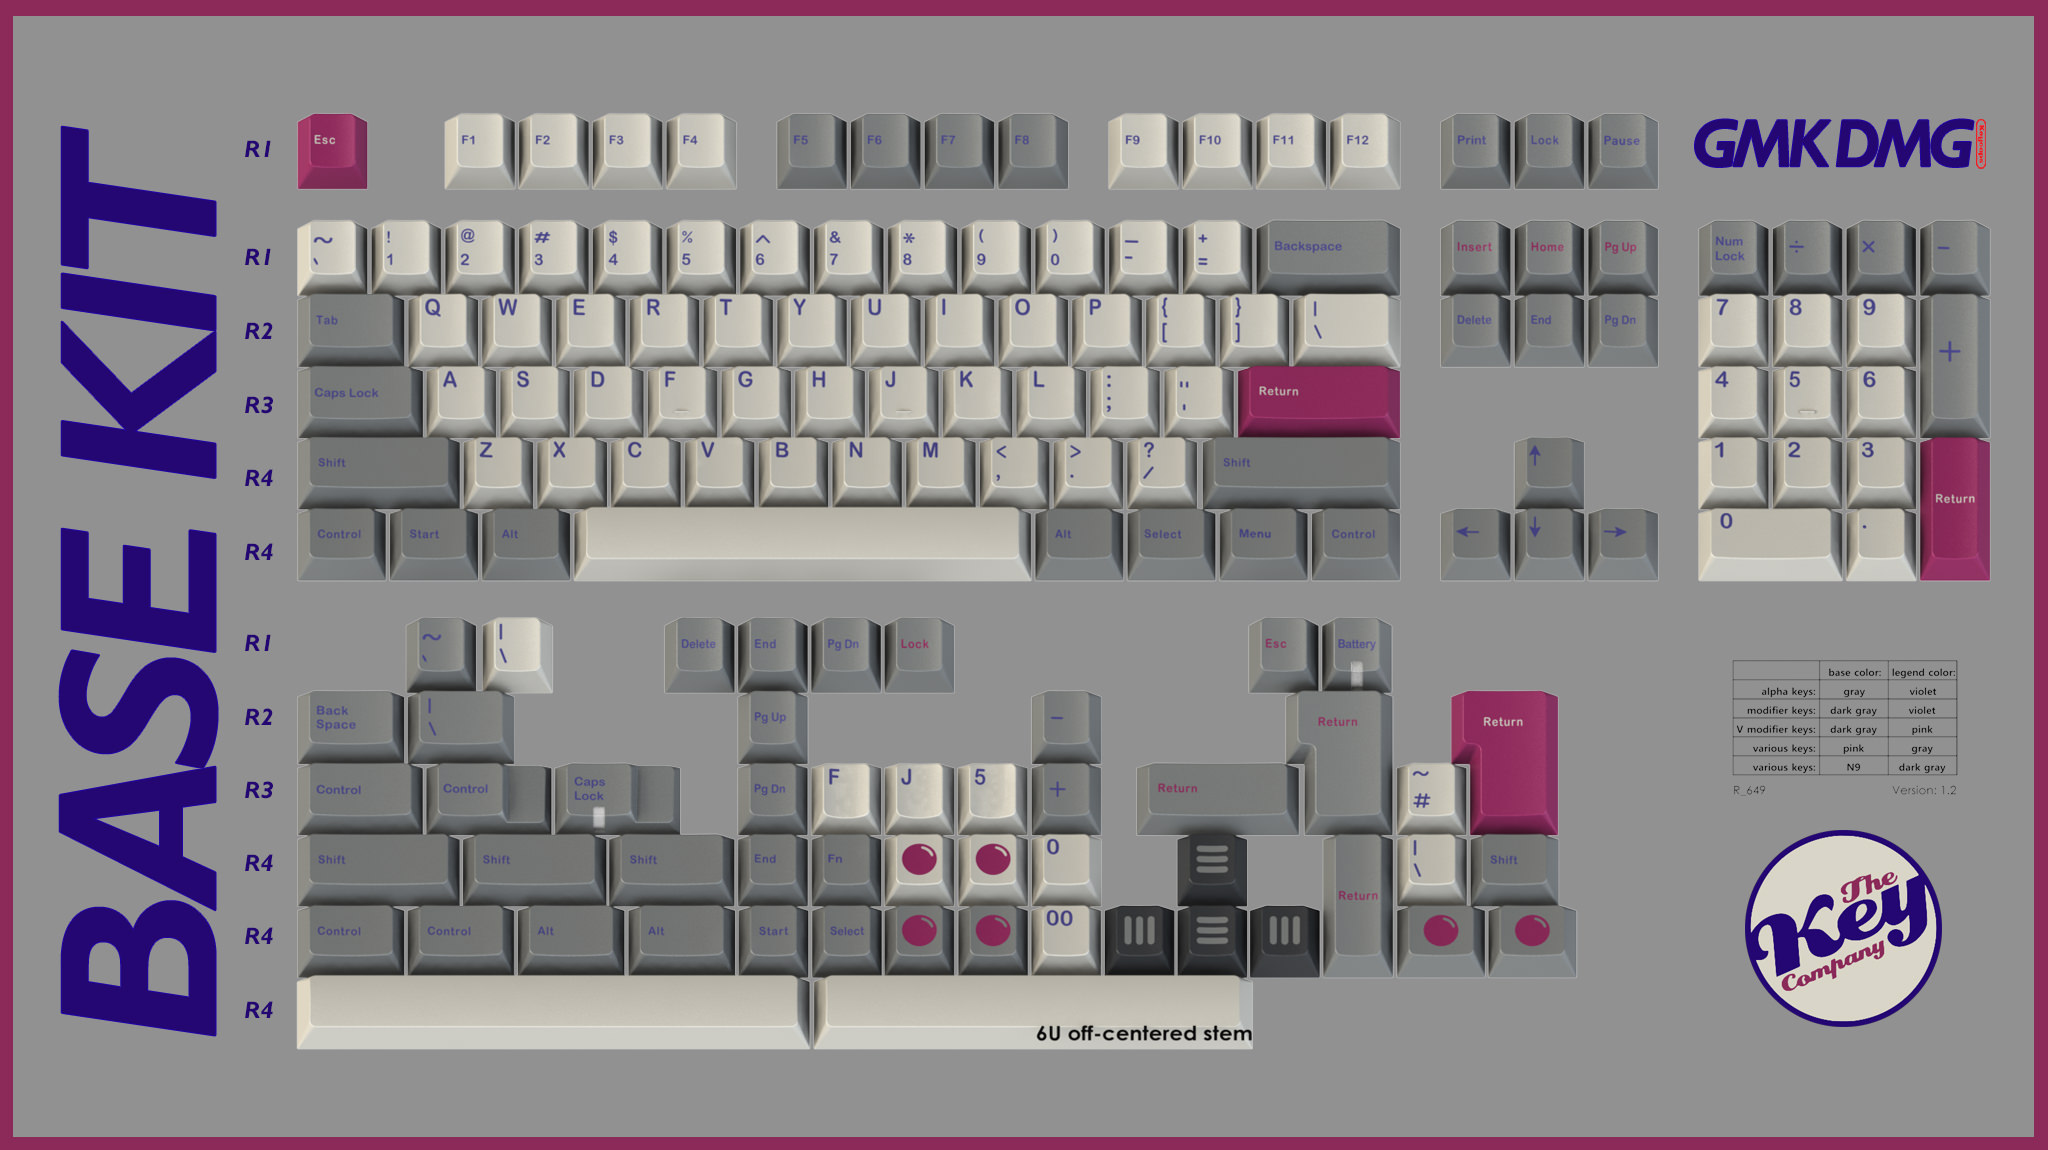 BASE KIT
GMK DMG
Keycaps
R1
Esc F1 F2 F3 F4 F5 F6 F7 F8 F9 F10 F11 F12 Print Lock Pause
R1
~ ` ! 1 @ 2 # 3 $ 4 % 5 ^ 6 & 7 * 8 ( 9 ) 0 — - + = Backspace Insert Home Pg Up Num Lock ÷ × −
R2
Tab Q W E R T Y U I O P { [ } ] | \ Delete End Pg Dn 7 8 9 +
R3
Caps Lock A S D F G H J K L : ; " ' Return 4 5 6
R4
Shift Z X C V B N M < , > . ? / Shift ↑ 1 2 3 Return
R4
Control Start Alt Alt Select Menu Control ← ↓ → 0 .
R1
~ ` | \ Delete End Pg Dn Lock Esc Battery
R2
Back Space | \ Pg Up − Return Return
R3
Control Control Caps Lock Pg Dn F J 5 + Return ~ #
R4
Shift Shift Shift End Fn 0 Return | \ Shift
R4
Control Control Alt Alt Start Select 00
R4
6U off-centered stem
base color: legend color:
alpha keys: gray violet
modifier keys: dark gray violet
V modifier keys: dark gray pink
various keys: pink gray
various keys: N9 dark gray
R_649 Version: 1.2
The
Key
Company